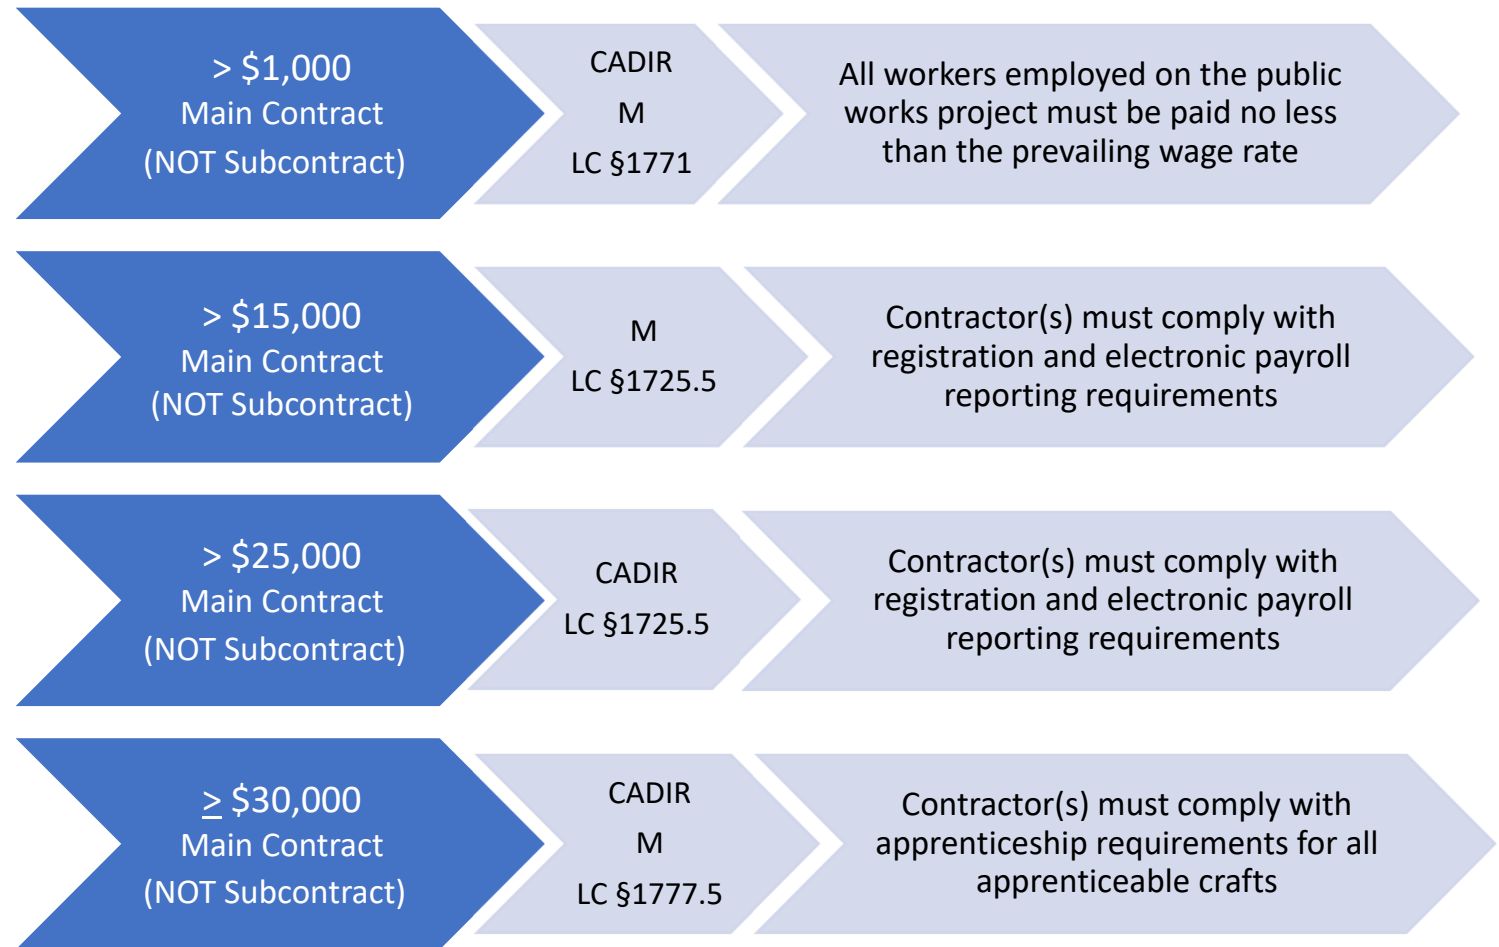 > $1,000
Main Contract
(NOT Subcontract)
CADIR
M
LC §1771
All workers employed on the public
works project must be paid no less
than the prevailing wage rate
> $15,000
Main Contract
(NOT Subcontract)
M
LC §1725.5
Contractor(s) must comply with
registration and electronic payroll
reporting requirements
> $25,000
Main Contract
(NOT Subcontract)
CADIR
LC §1725.5
Contractor(s) must comply with
registration and electronic payroll
reporting requirements
≥ $30,000
Main Contract
(NOT Subcontract)
CADIR
M
LC §1777.5
Contractor(s) must comply with
apprenticeship requirements for all
apprenticeable crafts